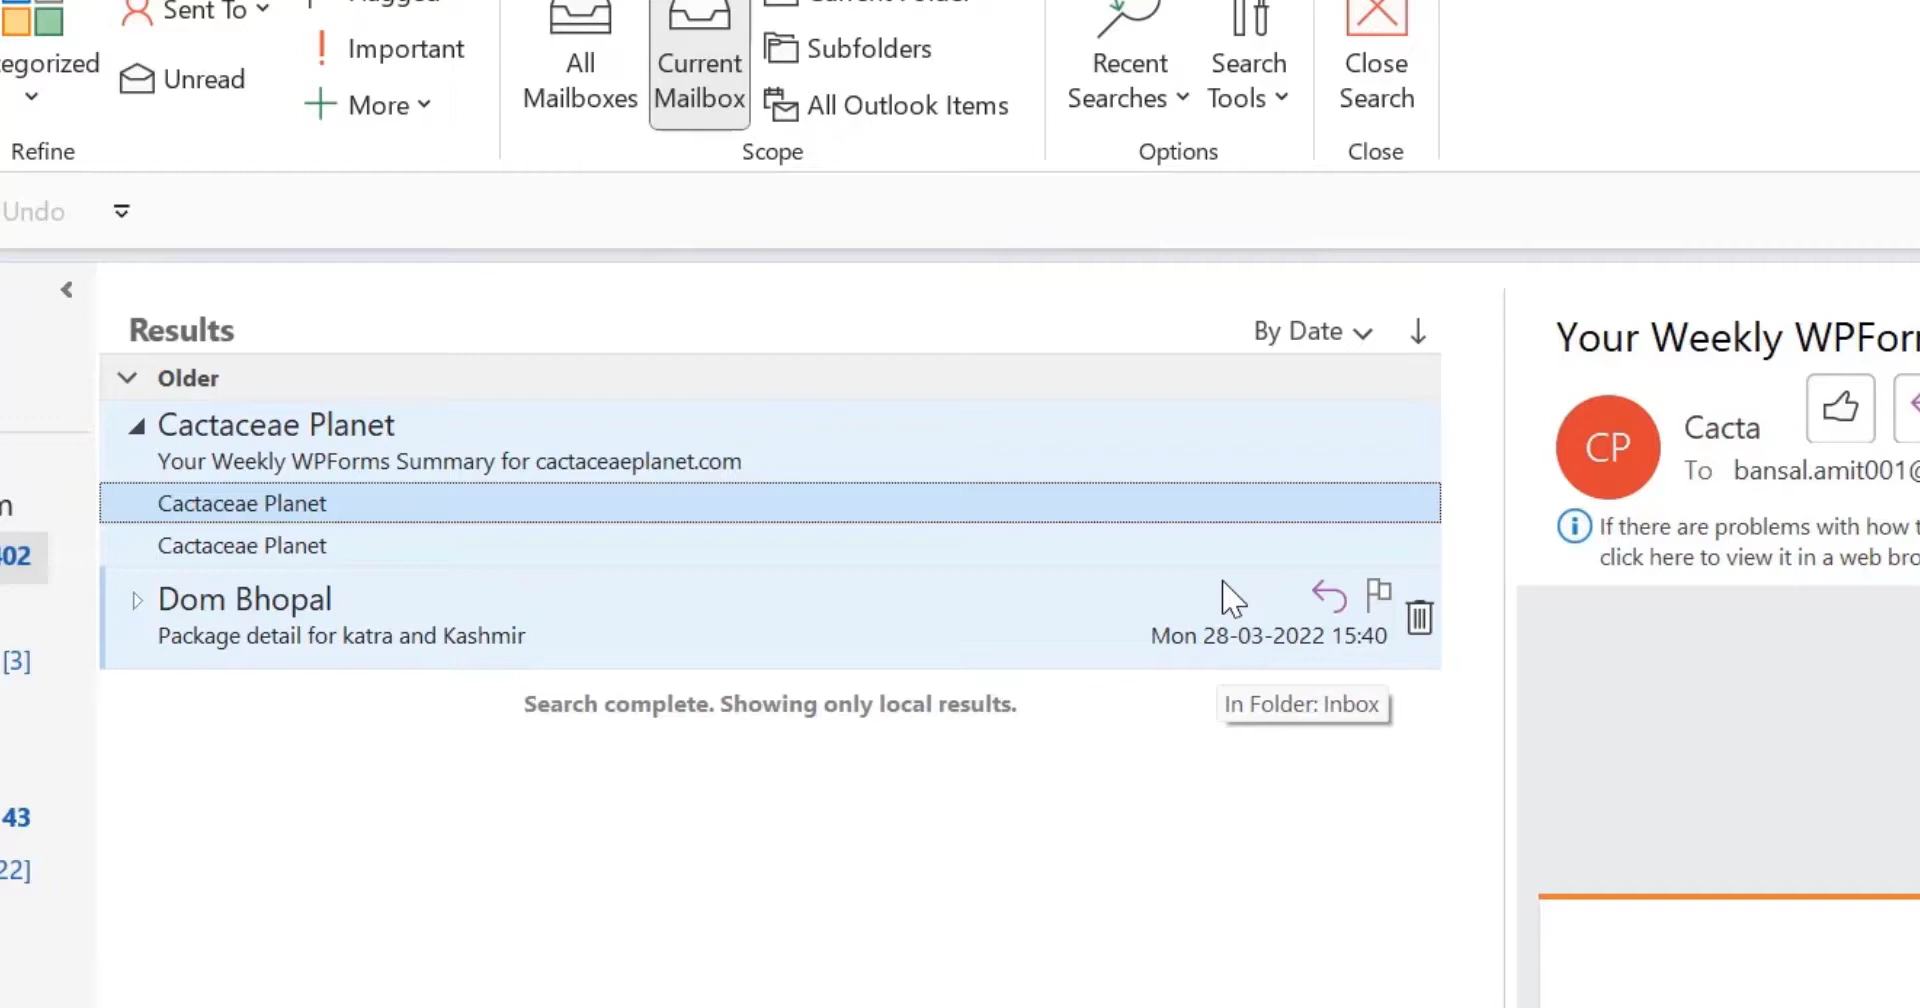 Sent To
Important
Unread
More
Refine
All
Mailboxes
Current
Mailbox
Subfolders
All Outlook Items
Scope
Recent
Searches
Search
Tools
Options
Close
Search
Close
Undo
Results
By Date
Older
Cactaceae Planet
Your Weekly WPForms Summary for cactaceaeplanet.com
Cactaceae Planet
Cactaceae Planet
Dom Bhopal
Package detail for katra and Kashmir
Mon 28-03-2022 15:40
Search complete. Showing only local results.
In Folder: Inbox
[3]
43
22]
Your Weekly
CP
Cacta
To bansal.amit001@
If there are problems with how
click here to view it in a web